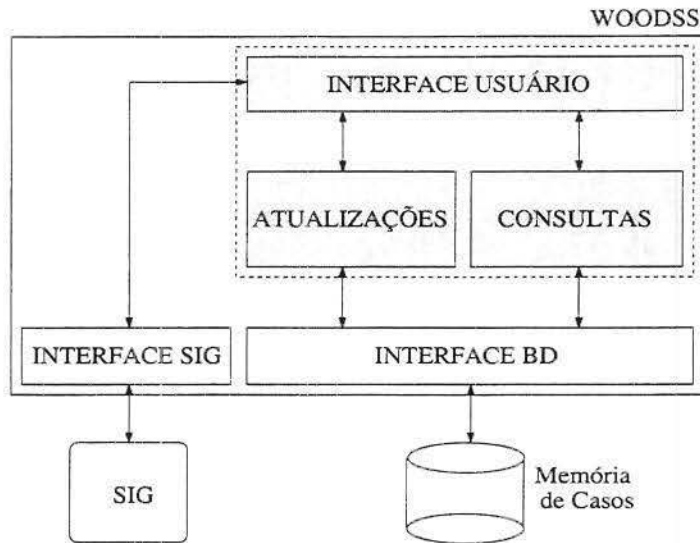 WOODSS
INTERFACE USUÁRIO
ATUALIZAÇÕES
CONSULTAS
INTERFACE SIG
INTERFACE BD
SIG
Memória
de Casos